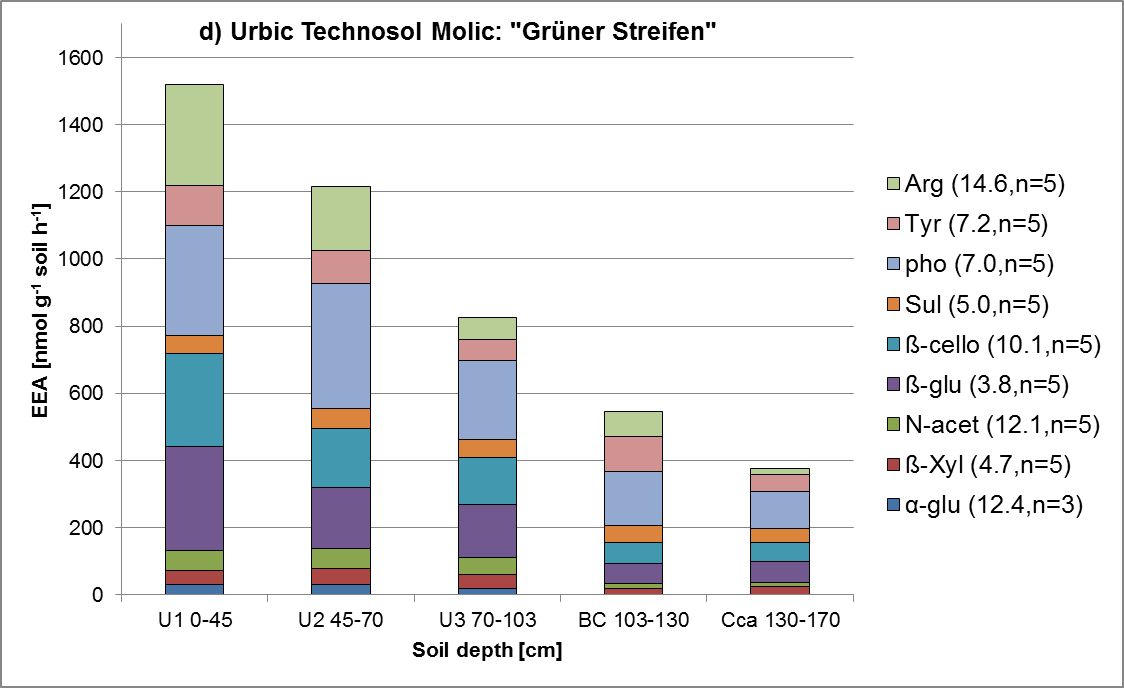 d) Urbic Technosol Molic: "Grüner Streifen"
1600
1400
1200
1000
800
600
400
200
0
EEA [nmol g⁻¹ soil h⁻¹]
U1 0-45
U2 45-70
U3 70-103
BC 103-130
Cca 130-170
Soil depth [cm]
Arg (14.6,n=5)
Tyr (7.2,n=5)
pho (7.0,n=5)
Sul (5.0,n=5)
ß-cello (10.1,n=5)
ß-glu (3.8,n=5)
N-acet (12.1,n=5)
ß-Xyl (4.7,n=5)
α-glu (12.4,n=3)